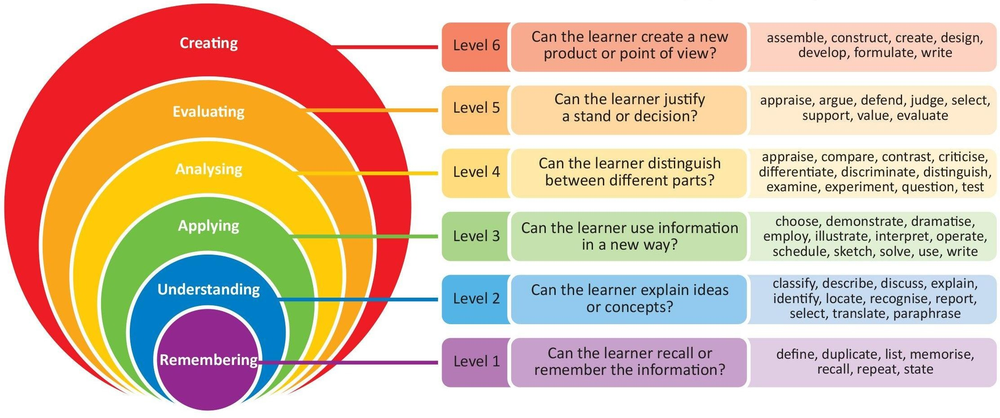 Creating
Level 6
Can the learner create a new
product or point of view?
assemble, construct, create, design,
develop, formulate, write
Evaluating
Level 5
Can the learner justify
a stand or decision?
appraise, argue, defend, judge, select,
support, value, evaluate
Analysing
Level 4
Can the learner distinguish
between different parts?
appraise, compare, contrast, criticise,
differentiate, discriminate, distinguish,
examine, experiment, question, test
Applying
Level 3
Can the learner use information
in a new way?
choose, demonstrate, dramatise,
employ, illustrate, interpret, operate,
schedule, sketch, solve, use, write
Understanding
Level 2
Can the learner explain ideas
or concepts?
classify, describe, discuss, explain,
identify, locate, recognise, report,
select, translate, paraphrase
Remembering
Level 1
Can the learner recall or
remember the information?
define, duplicate, list, memorise,
recall, repeat, state